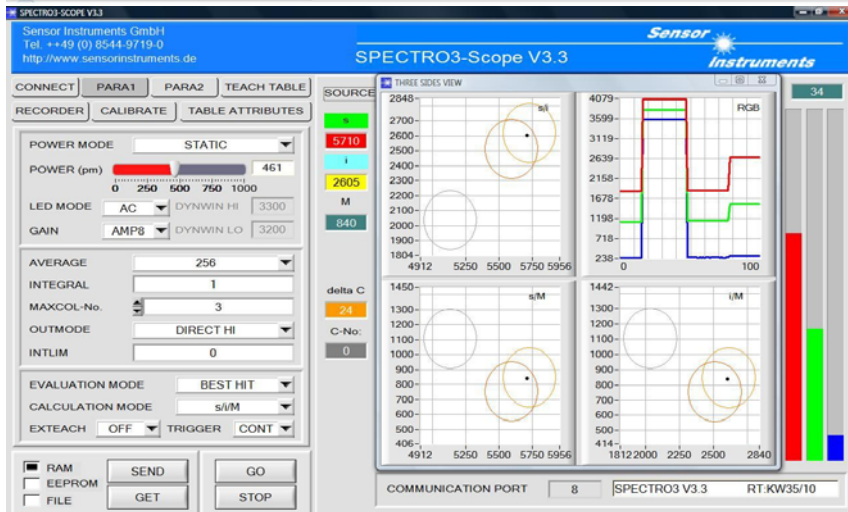 SPECTRO3-SCOPE V3.3
Sensor Instruments GmbH
Tel. ++49 (0) 8544-9719-0
http://www.sensorinstruments.de
SPECTRO3-Scope V3.3
Sensor
Instruments
CONNECT PARA1 PARA2 TEACH TABLE
RECORDER CALIBRATE TABLE ATTRIBUTES
POWER MODE STATIC
POWER (pm) 461
0 250 500 750 1000
LED MODE AC DYNWIN HI 3300
GAIN AMP8 DYNWIN LO 3200
AVERAGE 256
INTEGRAL 1
MAXCOL-No. 3
OUTMODE DIRECT HI
INTLIM 0
EVALUATION MODE BEST HIT
CALCULATION MODE s/i/M
EXTEACH OFF TRIGGER CONT
RAM
EEPROM
FILE
SEND GO
GET STOP
SOURCE
s
5710
i
2605
M
840
delta C
24
C-No:
0
THREE SIDES VIEW
s/i
2848
2700
2600
2500
2400
2300
2200
2100
2000
1900
1804
4912 5250 5500 5750 5956
RGB
4079
3599
3119
2639
2158
1678
1198
718
238
0 100
s/M
1450
1300
1200
1100
1000
900
800
700
600
500
406
4912 5250 5500 5750 5956
i/M
1442
1300
1200
1100
1000
900
800
700
600
500
414
1812 2000 2250 2500 2840
34
COMMUNICATION PORT 8 SPECTRO3 V3.3 RT:KW35/10